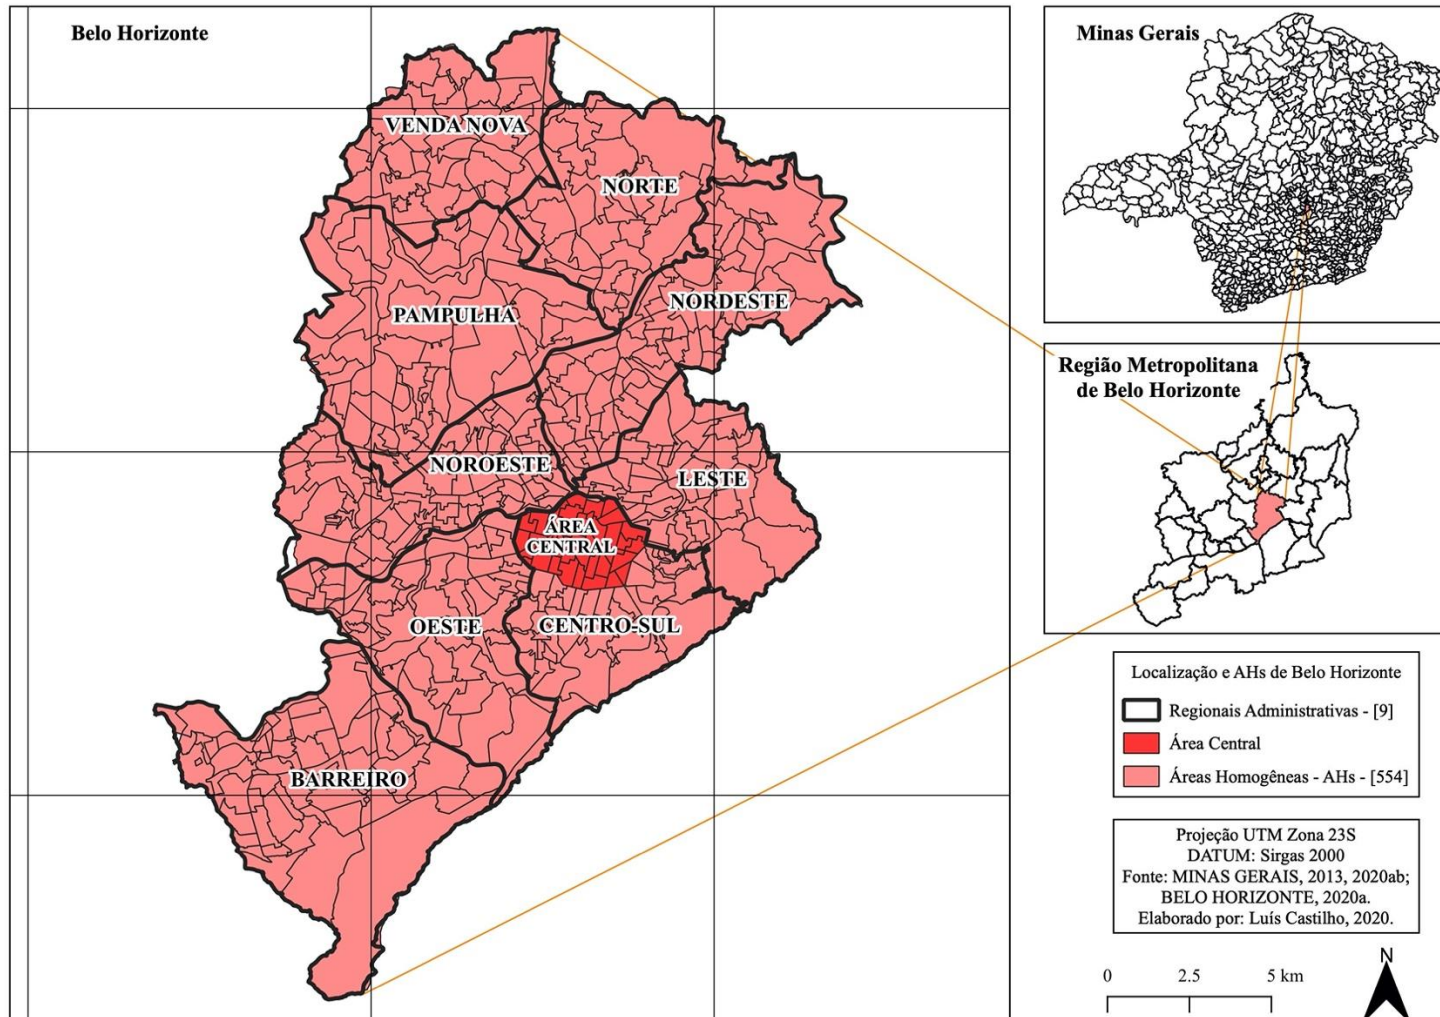 Belo Horizonte
VENDA NOVA
NORTE
NORDESTE
PAMPULHA
NOROESTE
LESTE
ÁREA
CENTRAL
OESTE
CENTRO-SUL
BARREIRO
Minas Gerais
Região Metropolitana
de Belo Horizonte
Localização e AHs de Belo Horizonte
Regionais Administrativas - [9]
Área Central
Áreas Homogêneas - AHs - [554]
Projeção UTM Zona 23S
DATUM: Sirgas 2000
Fonte: MINAS GERAIS, 2013, 2020ab;
BELO HORIZONTE, 2020a.
Elaborado por: Luís Castilho, 2020.
N
0 2.5 5 km